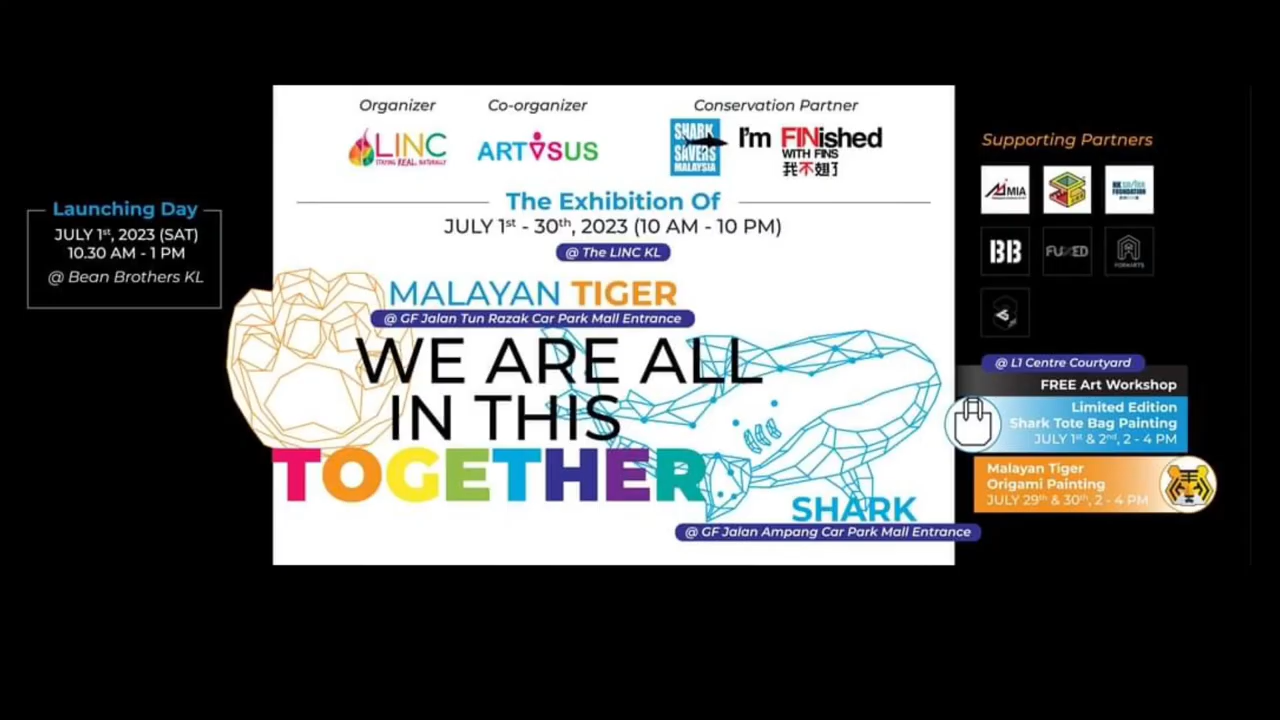 Organizer
Co-organizer
Conservation Partner
LINC
STAYING REAL, NATURALLY
ARTVSUS
SHARK
SAVERS
MALAYSIA
I'm FINished
WITH FINS
我不翅了
The Exhibition Of
JULY 1st - 30th, 2023 (10 AM - 10 PM)
@ The LINC KL
Launching Day
JULY 1st, 2023 (SAT)
10.30 AM - 1 PM
@ Bean Brothers KL
MALAYAN TIGER
@ GF Jalan Tun Razak Car Park Mall Entrance
WE ARE ALL
IN THIS
TOGETHER
SHARK
@ GF Jalan Ampang Car Park Mall Entrance
Supporting Partners
MIA
HK SHARK
FOUNDATION
BB
FUZED
@ L1 Centre Courtyard
FREE Art Workshop
Limited Edition
Shark Tote Bag Painting
JULY 1st & 2nd, 2 - 4 PM
Malayan Tiger
Origami Painting
JULY 29th & 30th, 2 - 4 PM